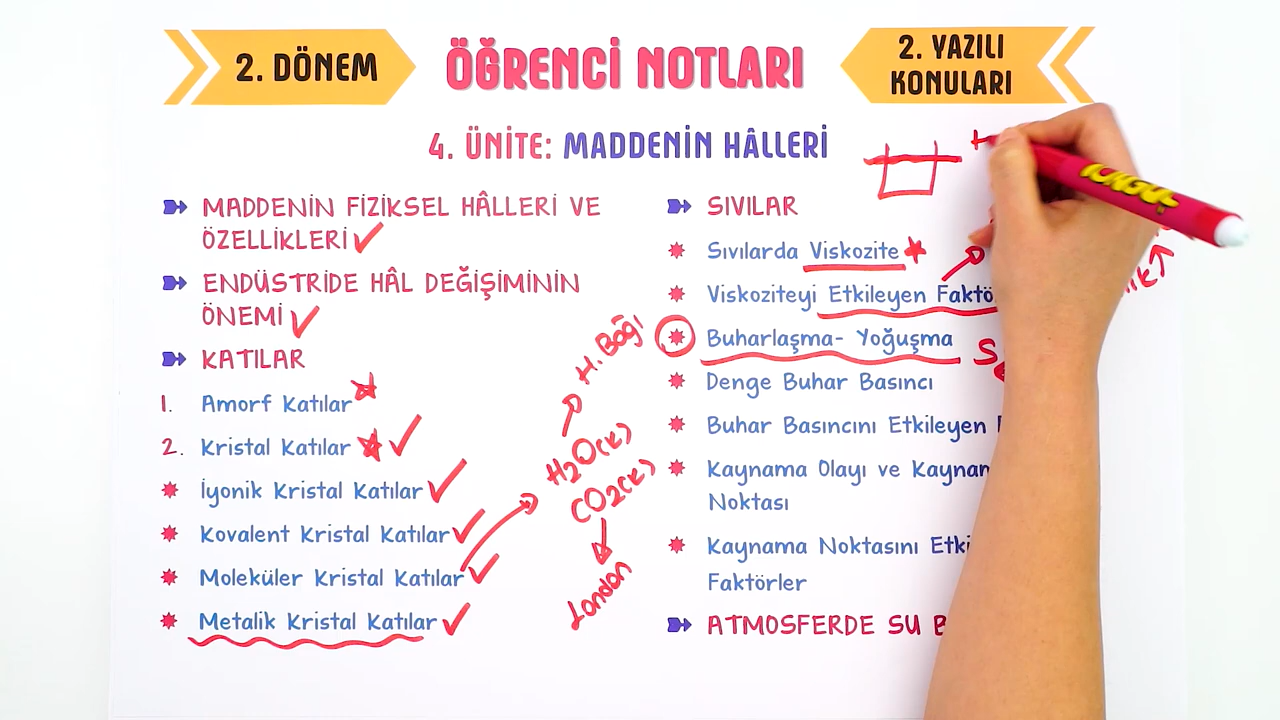 2. DÖNEM
ÖĞRENCİ NOTLARI
2. YAZILI
KONULARI
4. ÜNİTE: MADDENİN HÂLLERİ
MADDENİN FİZİKSEL HÂLLERİ VE
ÖZELLİKLERİ
ENDÜSTRİDE HÂL DEĞİŞİMİNİN
ÖNEMİ
KATILAR
1. Amorf Katılar
2. Kristal Katılar
İyonik Kristal Katılar
Kovalent Kristal Katılar
Moleküler Kristal Katılar
Metalik Kristal Katılar
H. Bağı
H2O(k)
CO2(k)
London
SIVILAR
Sıvılarda Viskozite
Viskoziteyi Etkileyen
Buharlaşma- Yoğuşma
Denge Buhar Basıncı
Buhar Basıncını Etkileyen
Kaynama Olayı ve
Noktası
Kaynama Noktasını
Faktörler
ATMOSFERDE SU